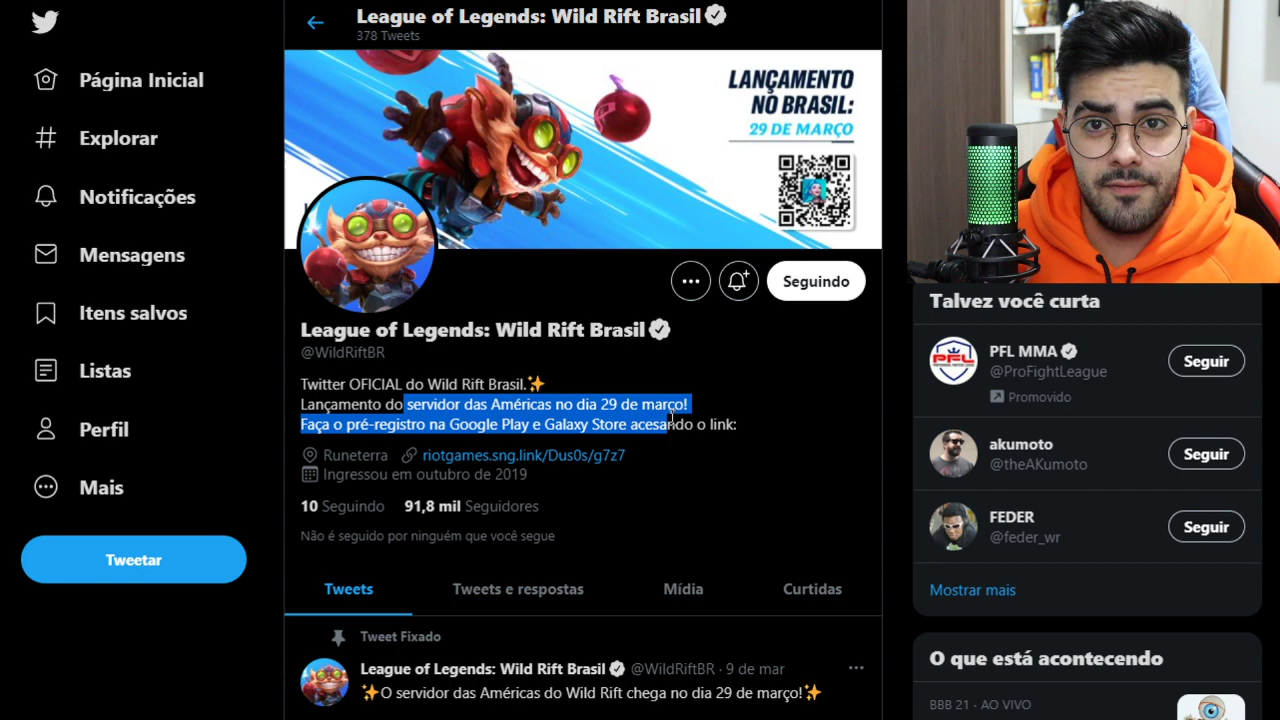 Página Inicial
Explorar
Notificações
Mensagens
Itens salvos
Listas
Perfil
Mais
Tweetar
League of Legends: Wild Rift Brasil
378 Tweets
LANÇAMENTO
NO BRASIL:
29 DE MARÇO
Seguindo
League of Legends: Wild Rift Brasil
@WildRiftBR
Twitter OFICIAL do Wild Rift Brasil.✨
Lançamento do servidor das Américas no dia 29 de março!
Faça o pré-registro na Google Play e Galaxy Store acesando o link:
Runeterra riotgames.sng.link/Dus0s/g7z7
Ingressou em outubro de 2019
10 Seguindo 91,8 mil Seguidores
Não é seguido por ninguém que você segue
Tweets Tweets e respostas Mídia Curtidas
Tweet Fixado
League of Legends: Wild Rift Brasil @WildRiftBR · 9 de mar
✨O servidor das Américas do Wild Rift chega no dia 29 de março!✨
Talvez você curta
PFL MMA
@ProFightLeague
Promovido
Seguir
akumoto
@theAKumoto
Seguir
FEDER
@feder_wr
Seguir
Mostrar mais
O que está acontecendo
BBB 21 · AO VIVO